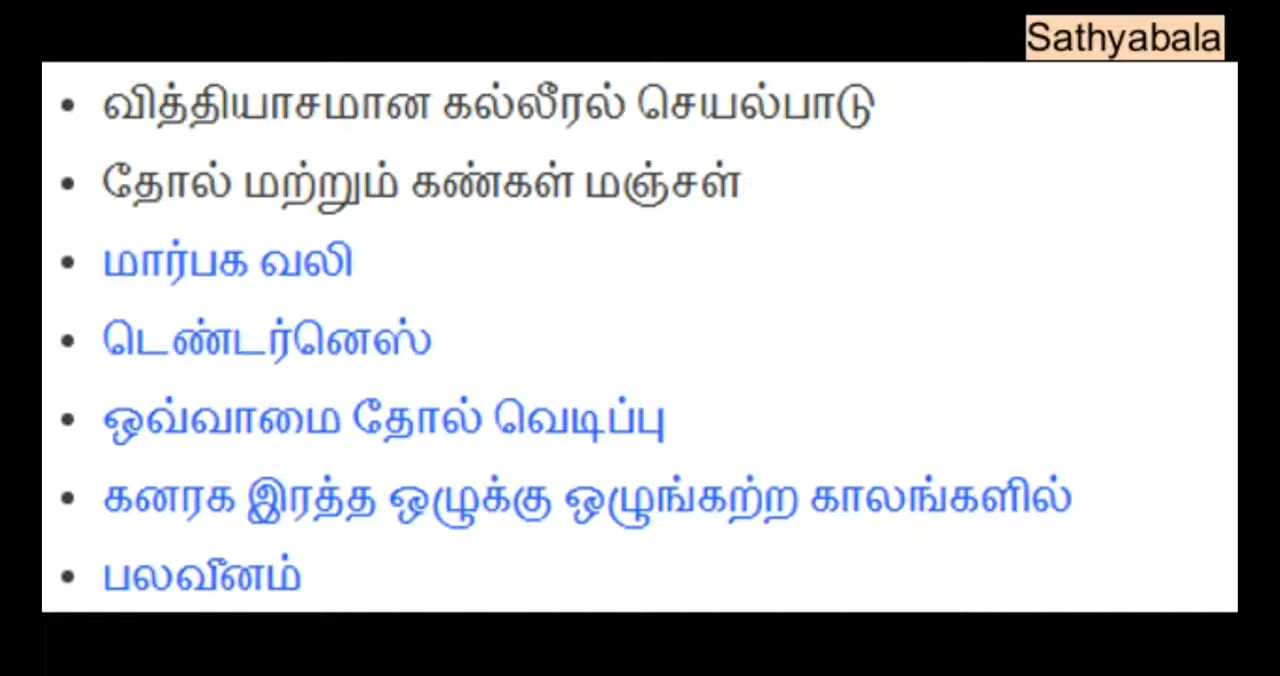 Sathyabala
• வித்தியாசமான கல்லீரல் செயல்பாடு
• தோல் மற்றும் கண்கள் மஞ்சள்
• மார்பக வலி
• டெண்டர்னெஸ்
• ஒவ்வாமை தோல் வெடிப்பு
• கனரக இரத்த ஒழுக்கு ஒழுங்கற்ற காலங்களில்
• பலவீனம்